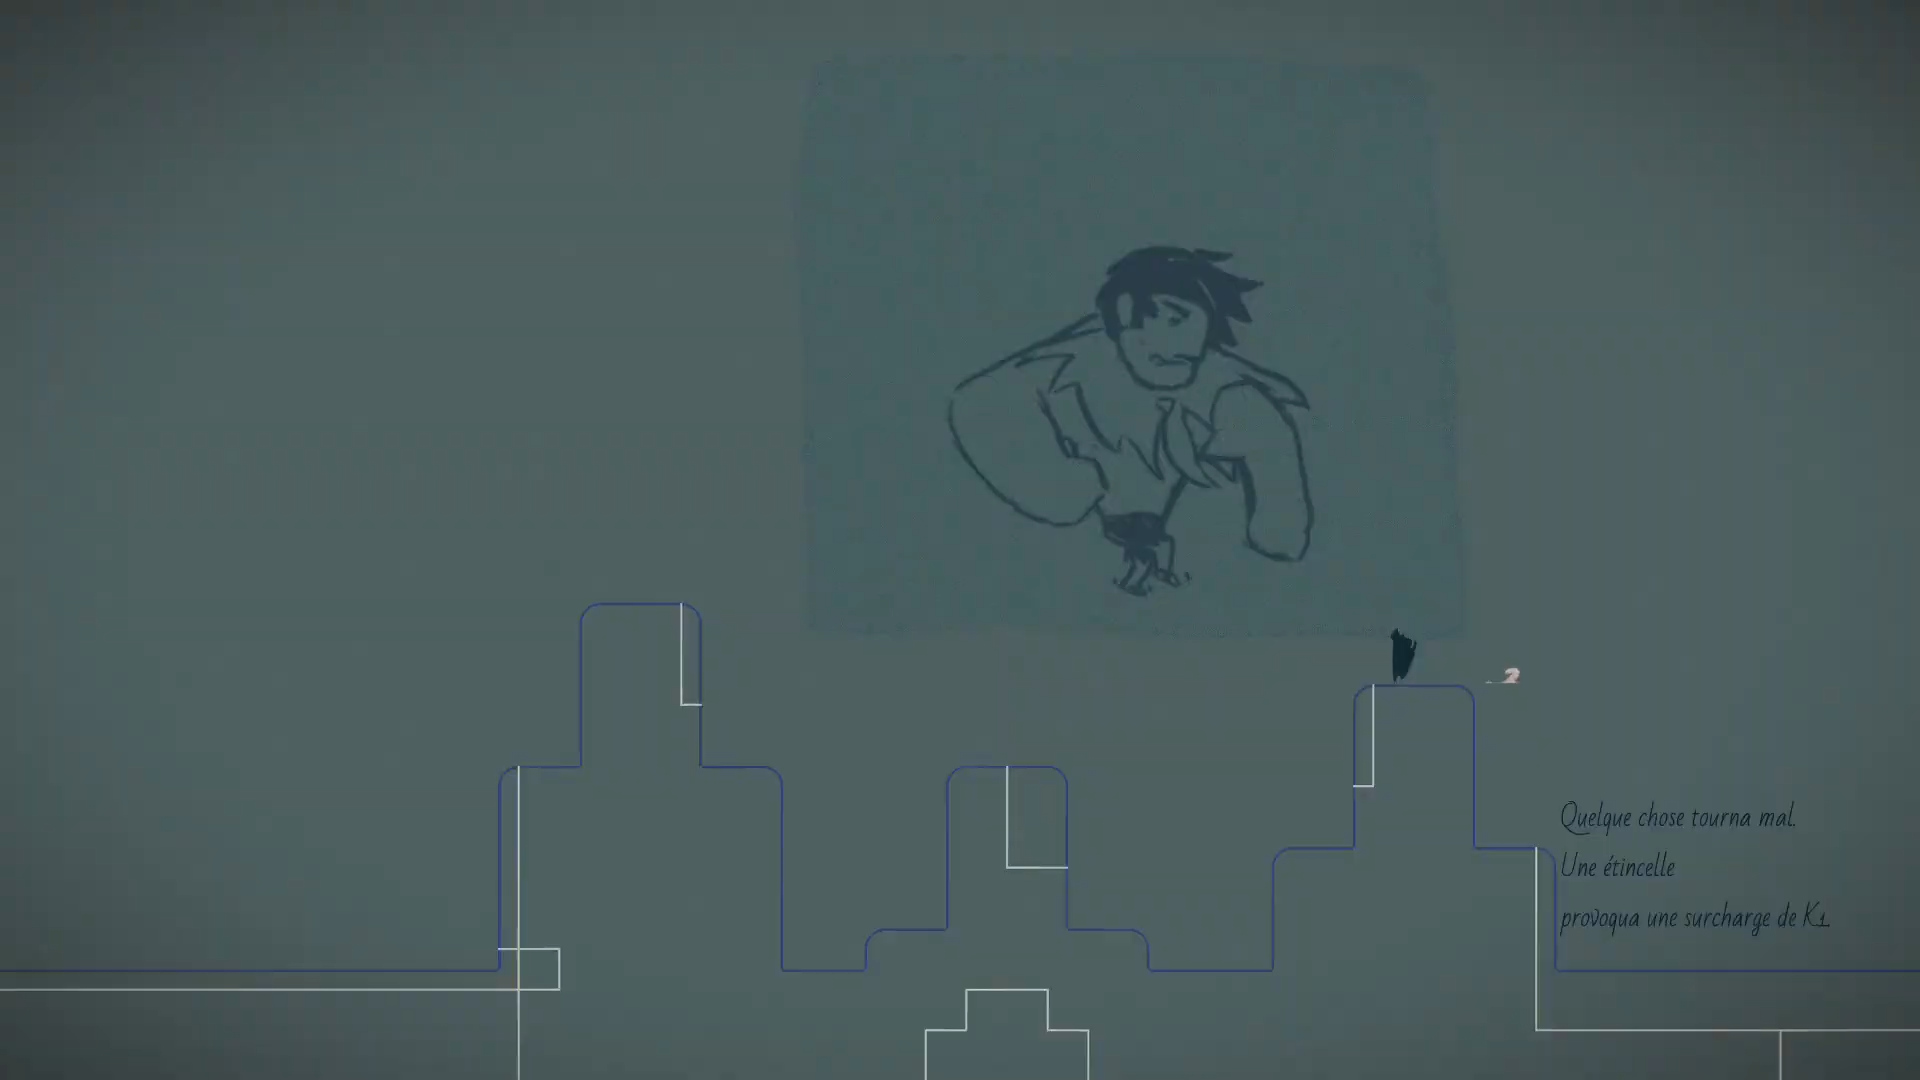 Quelque chose tourna mal.
Une étincelle
provoqua une surcharge de K1.